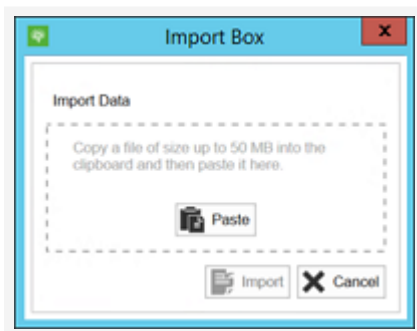 Import Box
x
Import Data
Copy a file of size up to 50 MB into the
clipboard and then paste it here.
Paste
Import
Cancel